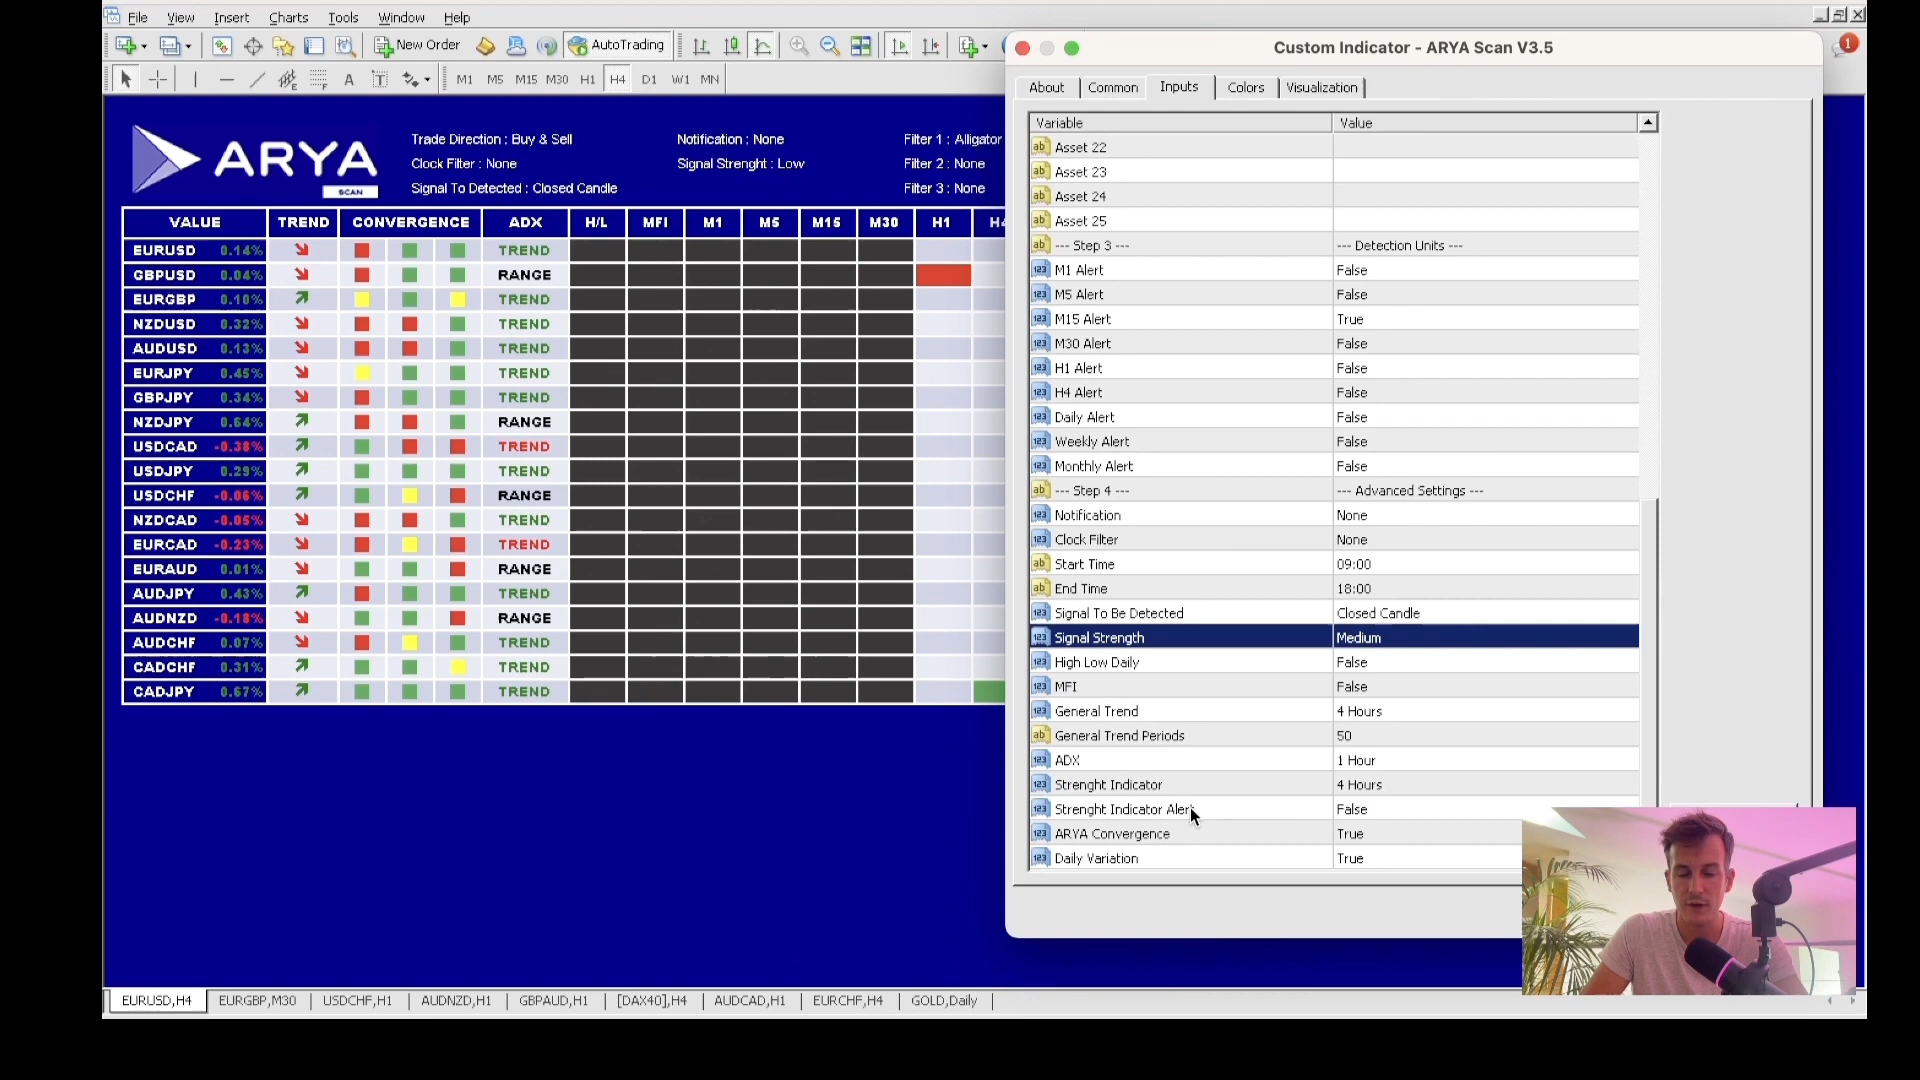 File View Insert Charts Tools Window Help
New Order AutoTrading
1
A T M1 M5 M15 M30 H1 H4 D1 W1 MN
ARYA
SCAN
Trade Direction : Buy & Sell Notification : None Filter 1 : Alligator
Clock Filter : None Signal Strenght : Low Filter 2 : None
Signal To Detected : Closed Candle Filter 3 : None
VALUE TREND CONVERGENCE ADX H/L MFI M1 M5 M15 M30 H1 H4
EURUSD 0.14% TREND
GBPUSD 0.04% RANGE
EURGBP 0.10% TREND
NZDUSD 0.32% TREND
AUDUSD 0.13% TREND
EURJPY 0.45% TREND
GBPJPY 0.34% TREND
NZDJPY 0.64% RANGE
USDCAD -0.38% TREND
USDJPY 0.29% TREND
USDCHF -0.06% RANGE
NZDCAD -0.05% TREND
EURCAD -0.23% TREND
EURAUD 0.01% RANGE
AUDJPY 0.43% TREND
AUDNZD -0.18% RANGE
AUDCHF 0.07% TREND
CADCHF 0.31% TREND
CADJPY 0.67% TREND
Custom Indicator - ARYA Scan V3.5
About Common Inputs Colors Visualization
Variable Value
Asset 22
Asset 23
Asset 24
Asset 25
--- Step 3 --- --- Detection Units ---
M1 Alert False
M5 Alert False
M15 Alert True
M30 Alert False
H1 Alert False
H4 Alert False
Daily Alert False
Weekly Alert False
Monthly Alert False
--- Step 4 --- --- Advanced Settings ---
Notification None
Clock Filter None
Start Time 09:00
End Time 18:00
Signal To Be Detected Closed Candle
Signal Strength Medium
High Low Daily False
MFI False
General Trend 4 Hours
General Trend Periods 50
ADX 1 Hour
Strenght Indicator 4 Hours
Strenght Indicator Alert False
ARYA Convergence True
Daily Variation True
EURUSD,H4 EURGBP,M30 USDCHF,H1 AUDNZD,H1 GBPAUD,H1 [DAX40],H4 AUDCAD,H1 EURCHF,H4 GOLD,Daily